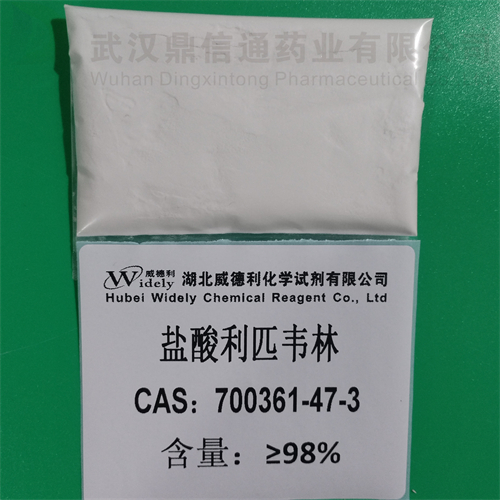 武汉鼎信通药业有限公司
Wuhan Dingxintong Pharmaceutical
威德利
Widely
湖北威德利化学试剂有限公司
Hubei Widely Chemical Reagent Co., Ltd
盐酸利匹韦林
CAS：700361-47-3
含量：≥98%